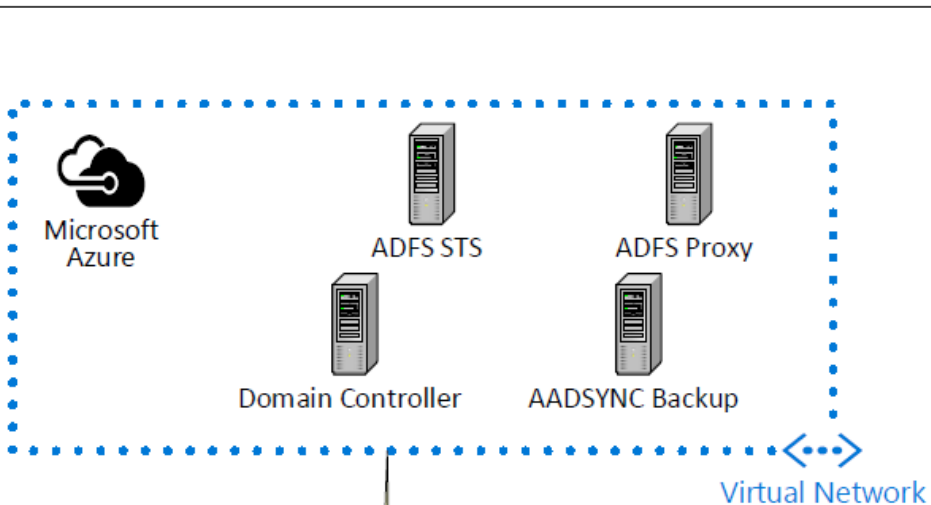 Microsoft
Azure
ADFS STS
ADFS Proxy
Domain Controller
AADSYNC Backup
Virtual Network